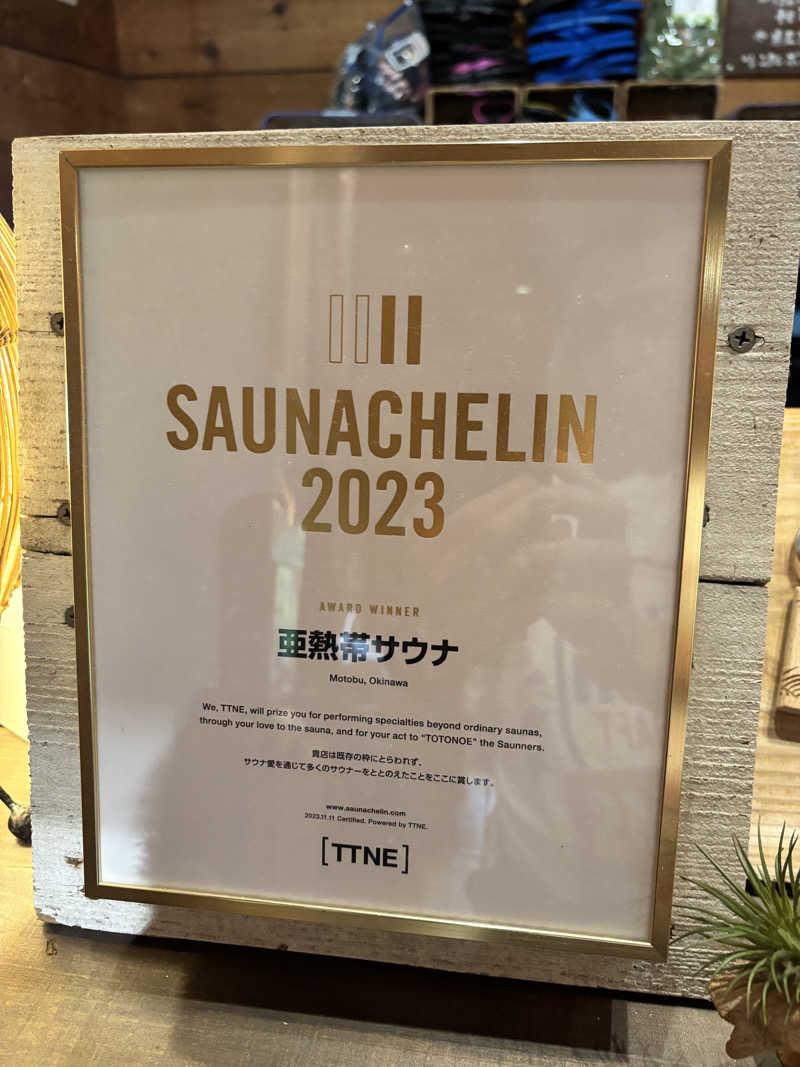 SAUNACHELIN
2023
AWARD WINNER
亜熱帯サウナ
Motobu, Okinawa
We, TTNE, will prize you for performing specialties beyond ordinary saunas,
through your love to the sauna, and for your act to “TOTONOE” the Saunners.
貴店は既存の枠にとらわれず、
サウナ愛を通じて多くのサウナーをととのえたことをここに賞します。
www.saunachelin.com
2023.11.11 Certified. Powered by TTNE.
[TTNE]